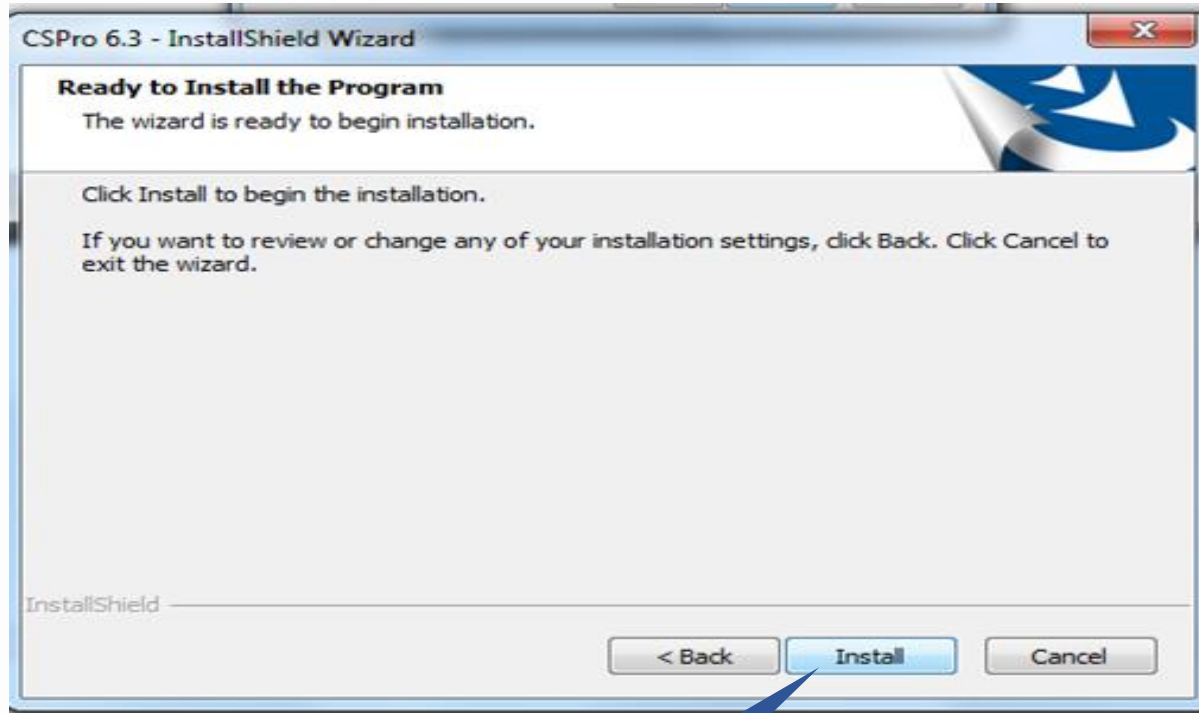 CSPro 6.3 - InstallShield Wizard
Ready to Install the Program
The wizard is ready to begin installation.
Click Install to begin the installation.
If you want to review or change any of your installation settings, click Back. Click Cancel to
exit the wizard.
InstallShield
< Back Install Cancel